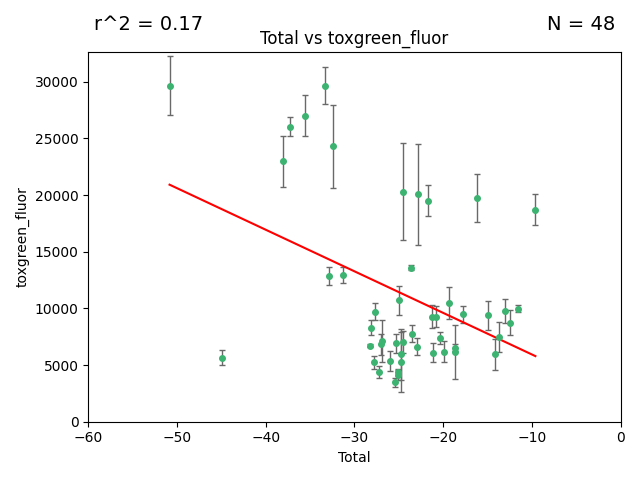 r^2 = 0.17
N = 48
Total vs toxgreen_fluor
30000
25000
20000
15000
10000
5000
0
toxgreen_fluor
−60
−50
−40
−30
−20
−10
0
Total